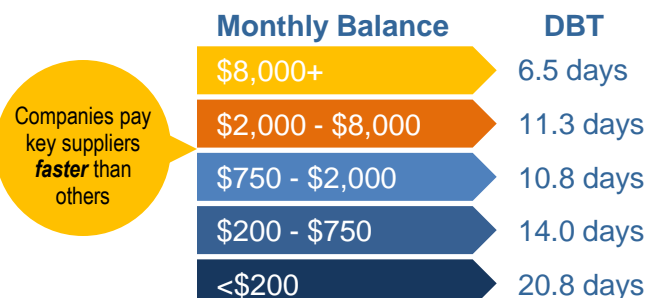 Monthly Balance DBT
$8,000+ 6.5 days
Companies pay
key suppliers
faster than
others
$2,000 - $8,000 11.3 days
$750 - $2,000 10.8 days
$200 - $750 14.0 days
<$200 20.8 days